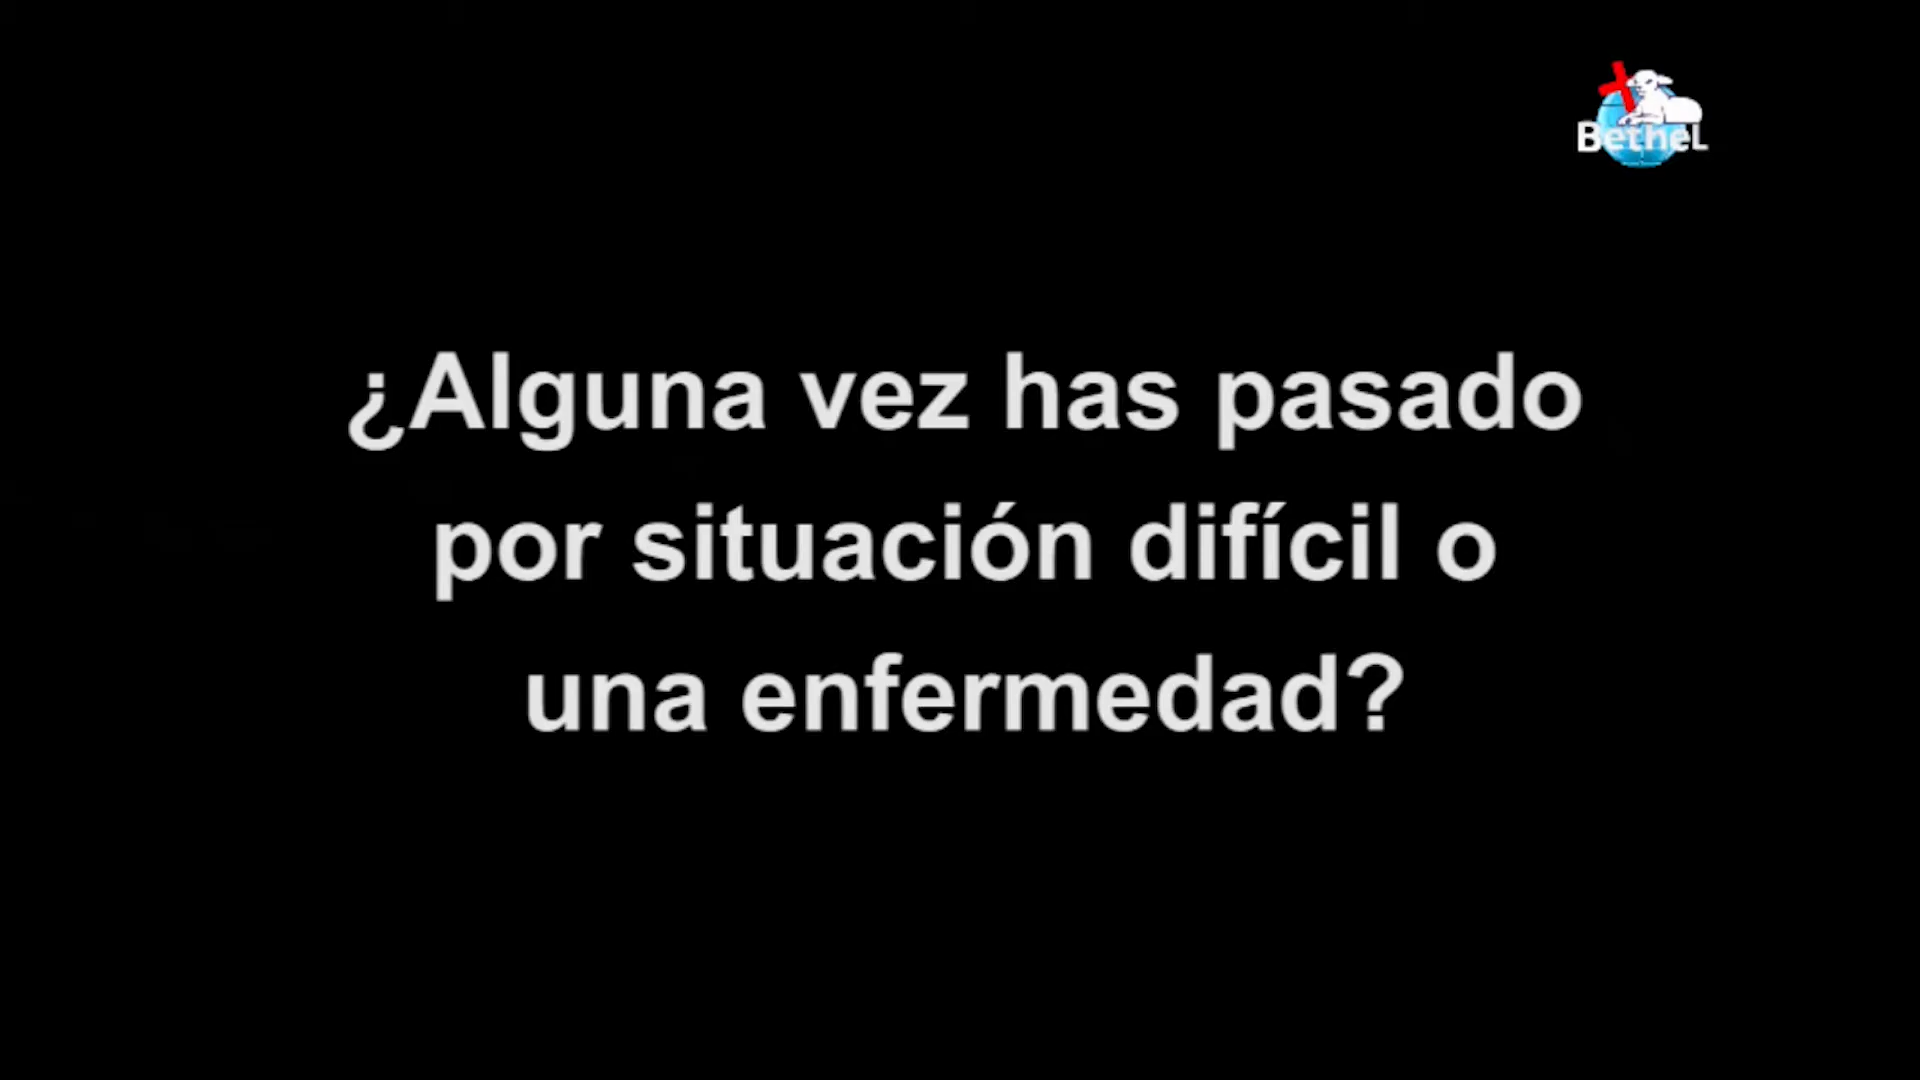 BetheL
¿Alguna vez has pasado
por situación difícil o
una enfermedad?